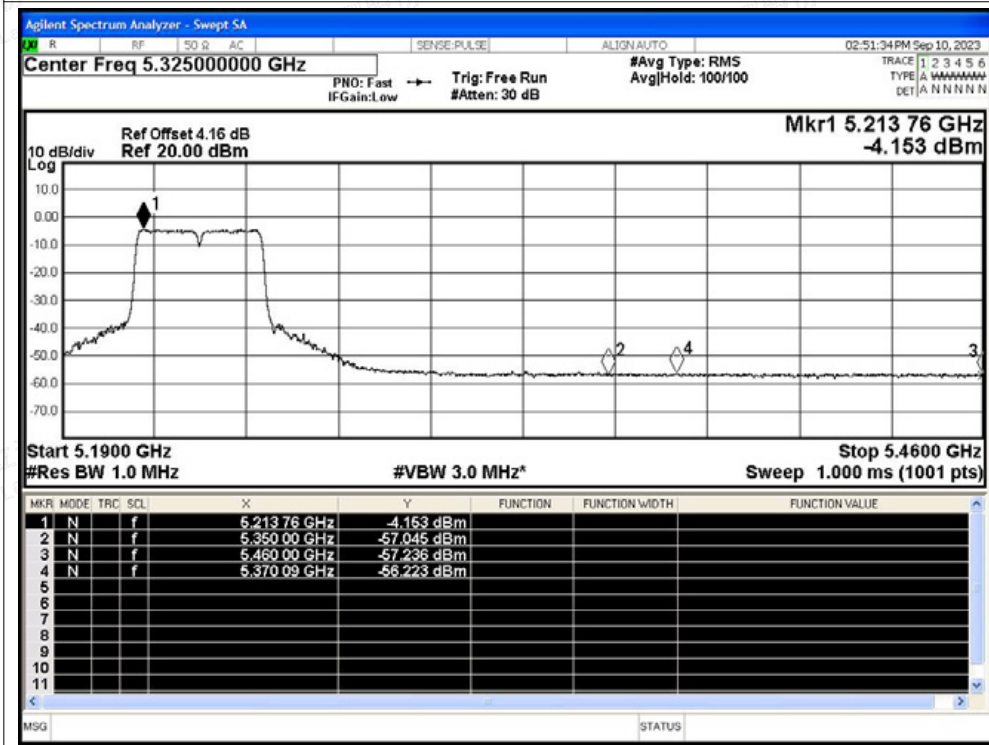 Agilent Spectrum Analyzer - Swept SA
LXI R RF 50 Ω AC SENSE:PULSE ALIGN AUTO 02:51:34 PM Sep 10, 2023
Center Freq 5.325000000 GHz
PNO: Fast
IFGain:Low
Trig: Free Run
#Atten: 30 dB
#Avg Type: RMS
Avg|Hold: 100/100
TRACE 1 2 3 4 5 6
TYPE A WWWWW
DET A N N N N N
Mkr1 5.213 76 GHz
-4.153 dBm
10 dB/div
Log
Ref Offset 4.16 dB
Ref 20.00 dBm
10.0
0.00
-10.0
-20.0
-30.0
-40.0
-50.0
-60.0
-70.0
1
2
4
3
Start 5.1900 GHz Stop 5.4600 GHz
#Res BW 1.0 MHz #VBW 3.0 MHz* Sweep 1.000 ms (1001 pts)
MKR MODE TRC SCL X Y FUNCTION FUNCTION WIDTH FUNCTION VALUE
1 N f 5.213 76 GHz -4.153 dBm
2 N f 5.350 00 GHz -57.045 dBm
3 N f 5.460 00 GHz -57.236 dBm
4 N f 5.370 09 GHz -56.223 dBm
5
6
7
8
9
10
11
MSG STATUS